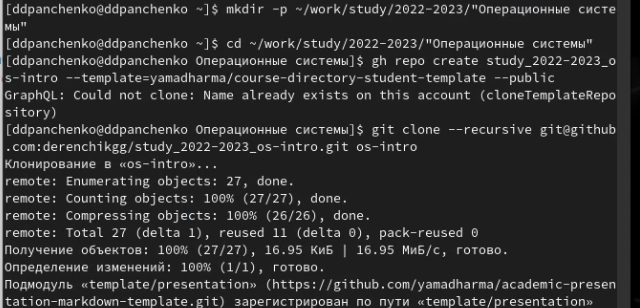 [ddpanchenko@ddpanchenko ~]$ mkdir -p ~/work/study/2022-2023/"Операционные систе
мы"
[ddpanchenko@ddpanchenko ~]$ cd ~/work/study/2022-2023/"Операционные системы"
[ddpanchenko@ddpanchenko Операционные системы]$ gh repo create study_2022-2023_o
s-intro --template=yamadharma/course-directory-student-template --public
GraphQL: Could not clone: Name already exists on this account (cloneTemplateRepo
sitory)
[ddpanchenko@ddpanchenko Операционные системы]$ git clone --recursive git@github
.com:derenchikgg/study_2022-2023_os-intro.git os-intro
Клонирование в «os-intro»...
remote: Enumerating objects: 27, done.
remote: Counting objects: 100% (27/27), done.
remote: Compressing objects: 100% (26/26), done.
remote: Total 27 (delta 1), reused 11 (delta 0), pack-reused 0
Получение объектов: 100% (27/27), 16.95 КиБ | 16.95 МиБ/с, готово.
Определение изменений: 100% (1/1), готово.
Подмодуль «template/presentation» (https://github.com/yamadharma/academic-presen
tation-markdown-template.git) зарегистрирован по пути «template/presentation»